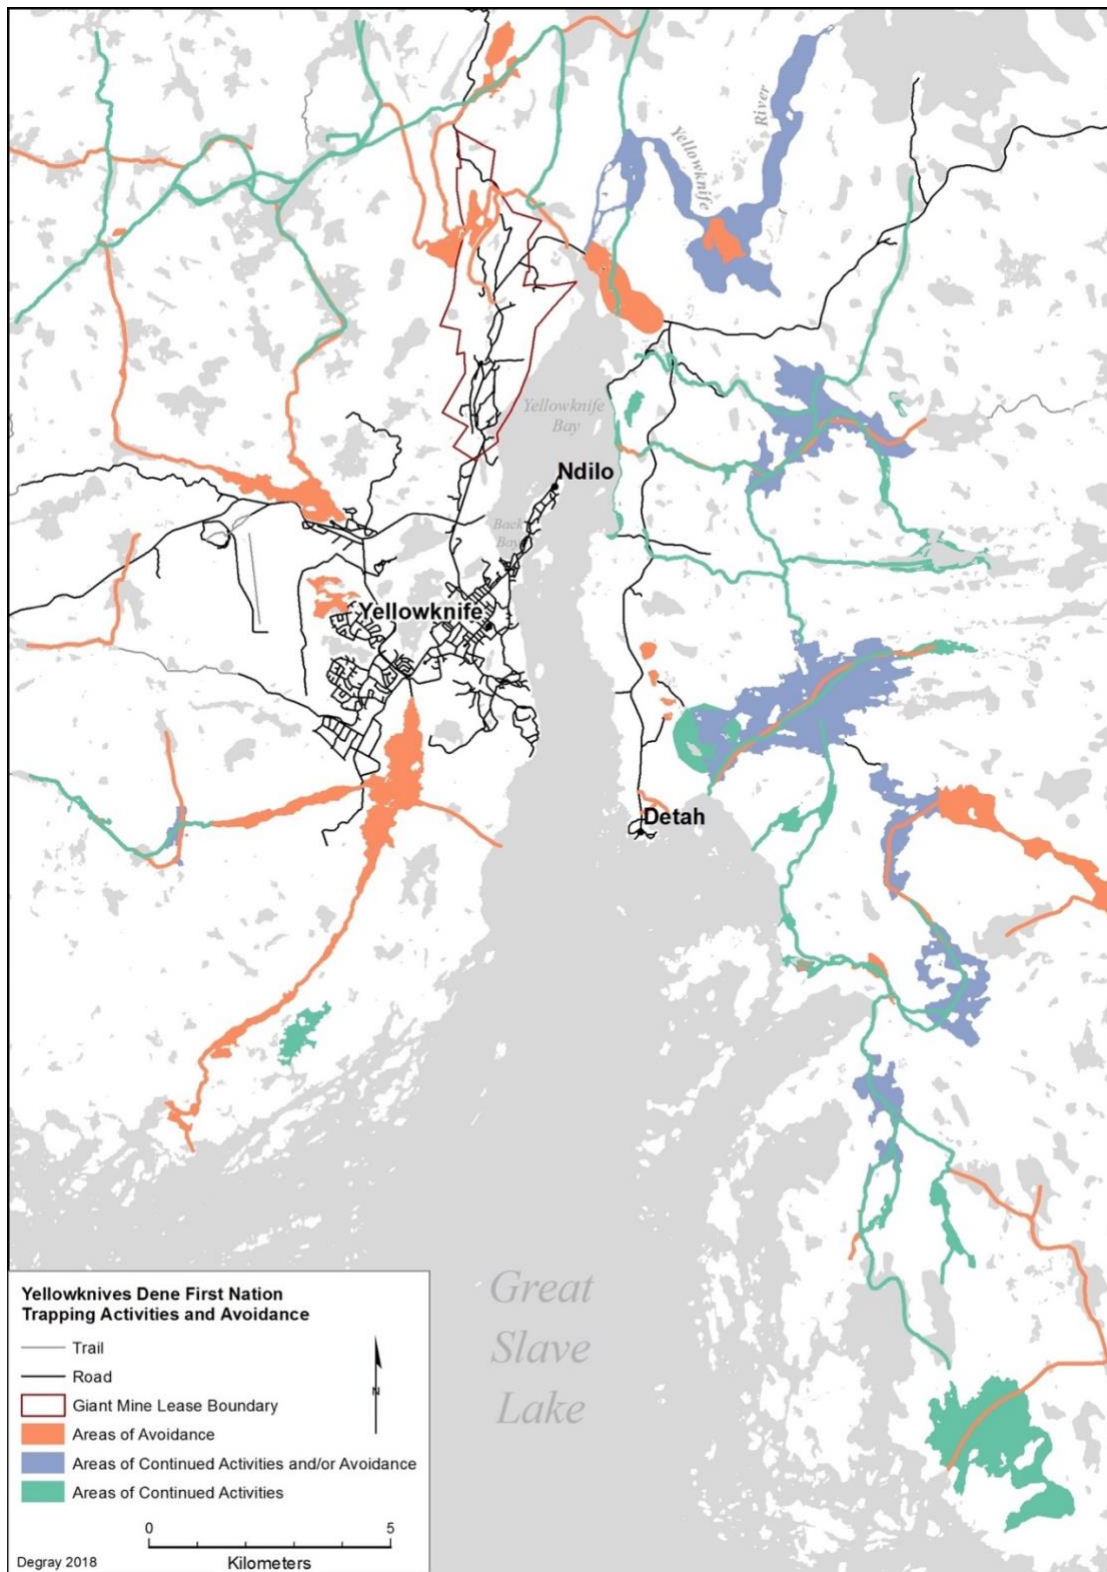 Yellowknife
River
Yellowknife
Bay
Ndilo
Back
Bay
Yellowknife
Detah
Great
Slave
Lake
Yellowknives Dene First Nation
Trapping Activities and Avoidance
Trail
Road
N
Giant Mine Lease Boundary
Areas of Avoidance
Areas of Continued Activities and/or Avoidance
Areas of Continued Activities
0 5
Kilometers
Degray 2018